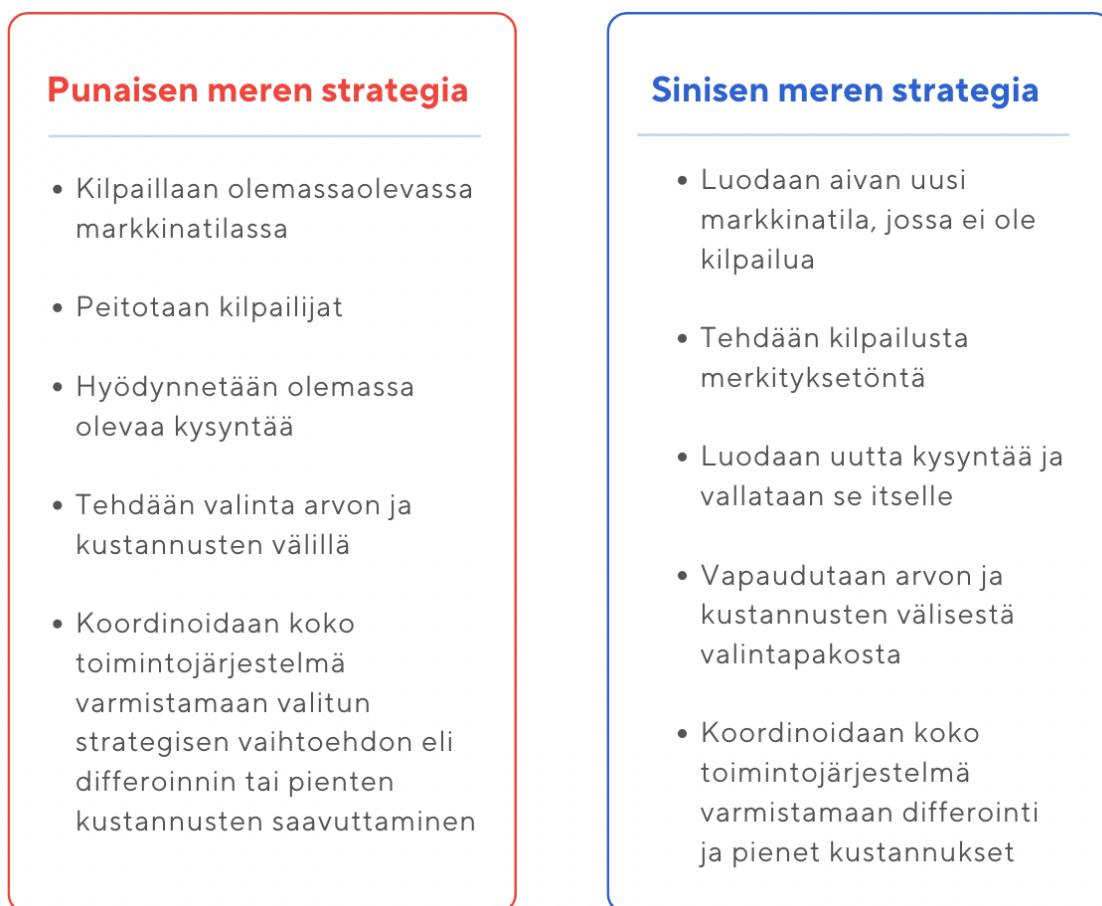 Punaisen meren strategia
• Kilpaillaan olemassaolevassa
markkinatilassa
• Peitotaan kilpailijat
• Hyödynnetään olemassa
olevaa kysyntää
• Tehdään valinta arvon ja
kustannusten välillä
• Koordinoidaan koko
toimintojärjestelmä
varmistamaan valitun
strategisen vaihtoehdon eli
differoinnin tai pienten
kustannusten saavuttaminen
Sinisen meren strategia
• Luodaan aivan uusi
markkinatila, jossa ei ole
kilpailua
• Tehdään kilpailusta
merkityksetöntä
• Luodaan uutta kysyntää ja
vallataan se itselle
• Vapaudutaan arvon ja
kustannusten välisestä
valintapakosta
• Koordinoidaan koko
toimintojärjestelmä
varmistamaan differointi
ja pienet kustannukset